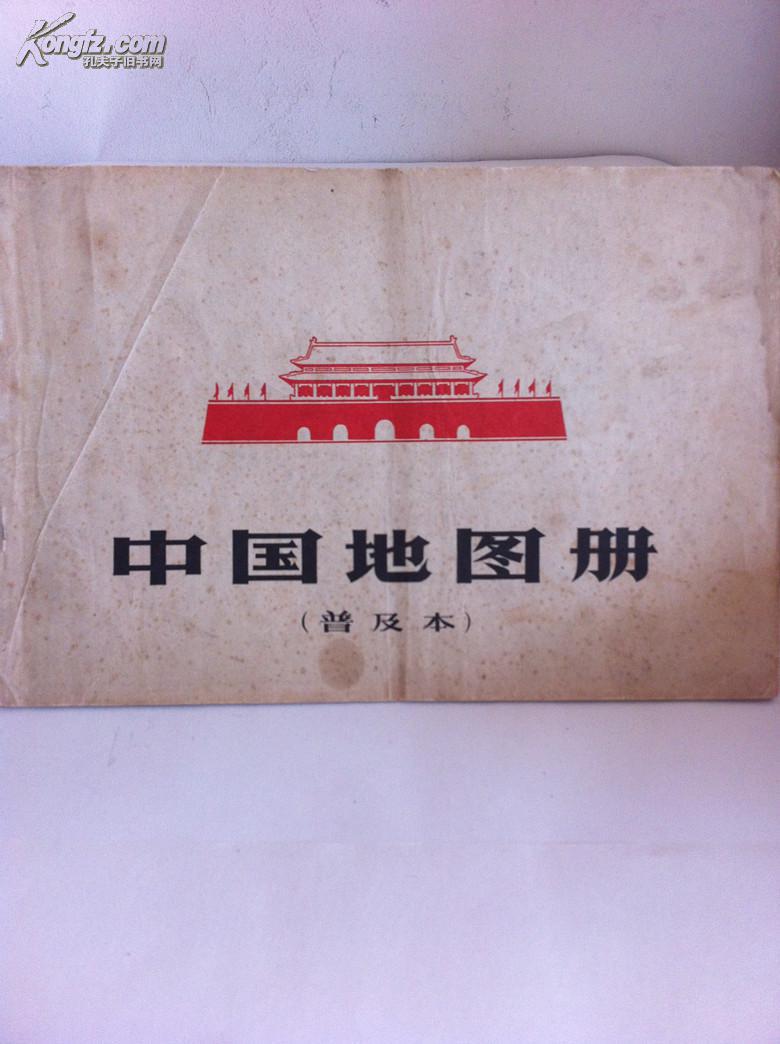 Kongfz.com
孔夫子旧书网
中国地图册
（普及本）